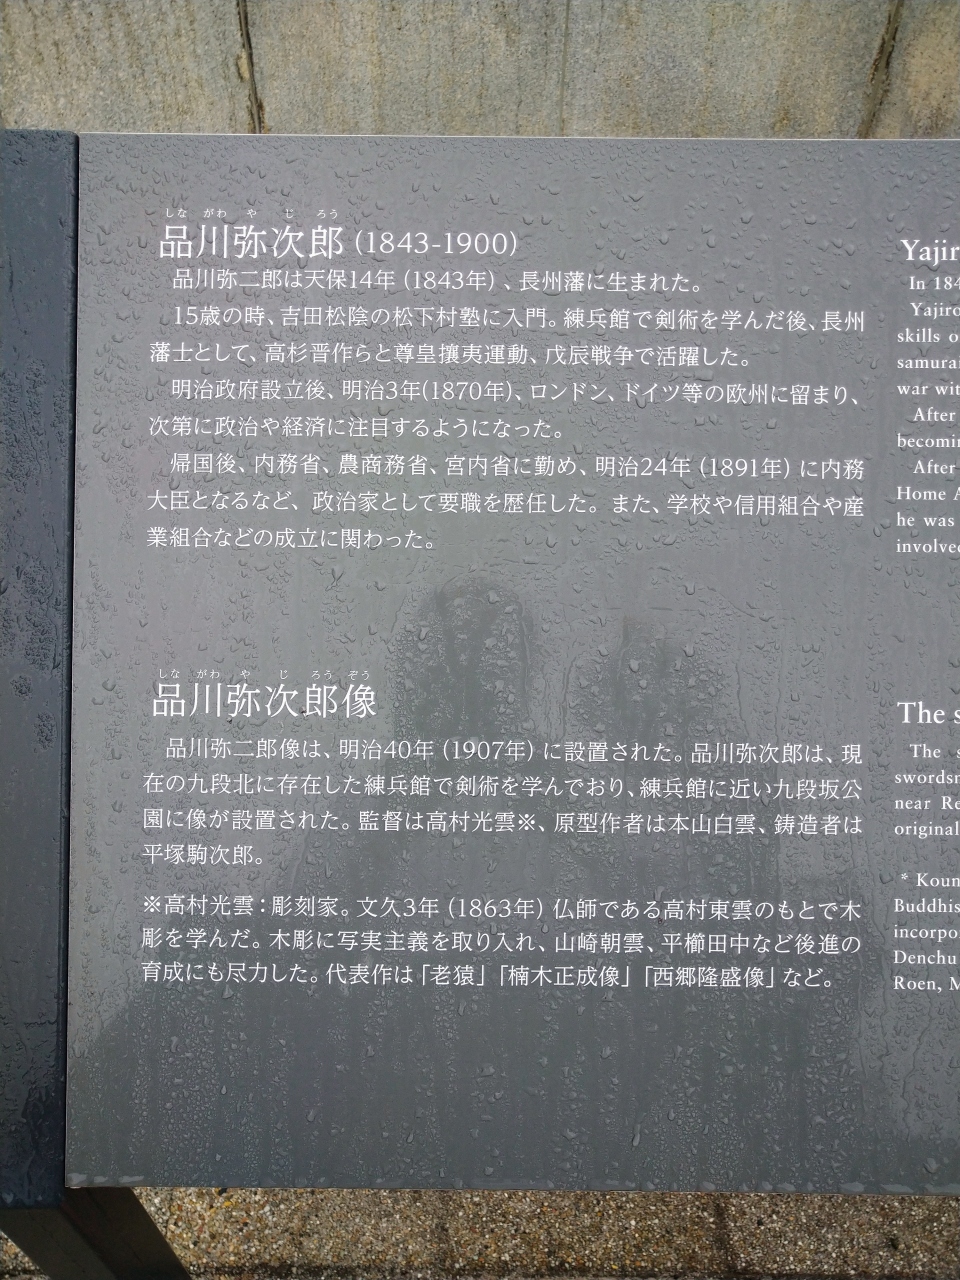 しな がわ や じ ろう
品川弥次郎 (1843-1900)
品川弥二郎は天保14年 (1843年) 、長州藩に生まれた。
15歳の時、吉田松陰の松下村塾に入門。練兵館で剣術を学んだ後、長州
藩士として、高杉晋作らと尊皇攘夷運動、戊辰戦争で活躍した。
明治政府設立後、明治3年(1870年)、ロンドン、ドイツ等の欧州に留まり、
次第に政治や経済に注目するようになった。
帰国後、内務省、農商務省、宮内省に勤め、明治24年 (1891年) に内務
大臣となるなど、政治家として要職を歴任した。また、学校や信用組合や産
業組合などの成立に関わった。
しな がわ や じ ろう ぞう
品川弥次郎像
品川弥二郎像は、明治40年 (1907年) に設置された。品川弥次郎は、現
在の九段北に存在した練兵館で剣術を学んでおり、練兵館に近い九段坂公
園に像が設置された。監督は高村光雲※、原型作者は本山白雲、鋳造者は
平塚駒次郎。
※高村光雲：彫刻家。文久3年 (1863年) 仏師である高村東雲のもとで木
彫を学んだ。木彫に写実主義を取り入れ、山崎朝雲、平櫛田中など後進の
育成にも尽力した。代表作は「老猿」「楠木正成像」「西郷隆盛像」など。
Yajir
In 184
Yajiro
skills o
samurai
war wit
After
becomin
After
Home A
he was
involved
The s
The s
swordsn
near Re
original
* Koun
Buddhis
incorpo
Denchu
Roen, M